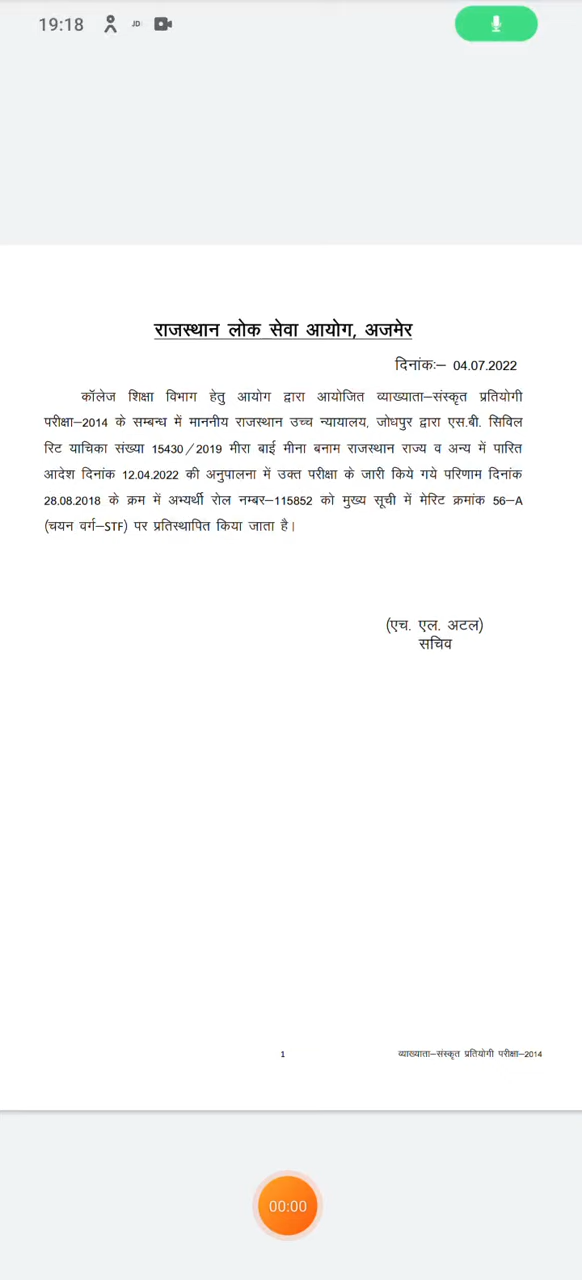 19:18 JD
राजस्थान लोक सेवा आयोग, अजमेर
दिनांकः– 04.07.2022
कॉलेज शिक्षा विभाग हेतु आयोग द्वारा आयोजित व्याख्याता–संस्कृत प्रतियोगी
परीक्षा–2014 के सम्बन्ध में माननीय राजस्थान उच्च न्यायालय, जोधपुर द्वारा एस.बी. सिविल
रिट याचिका संख्या 15430/2019 मीरा बाई मीना बनाम राजस्थान राज्य व अन्य में पारित
आदेश दिनांक 12.04.2022 की अनुपालना में उक्त परीक्षा के जारी किये गये परिणाम दिनांक
28.08.2018 के क्रम में अभ्यर्थी रोल नम्बर–115852 को मुख्य सूची में मेरिट क्रमांक 56–A
(चयन वर्ग–STF) पर प्रतिस्थापित किया जाता है।
(एच. एल. अटल)
सचिव
1 व्याख्याता–संस्कृत प्रतियोगी परीक्षा–2014
00:00